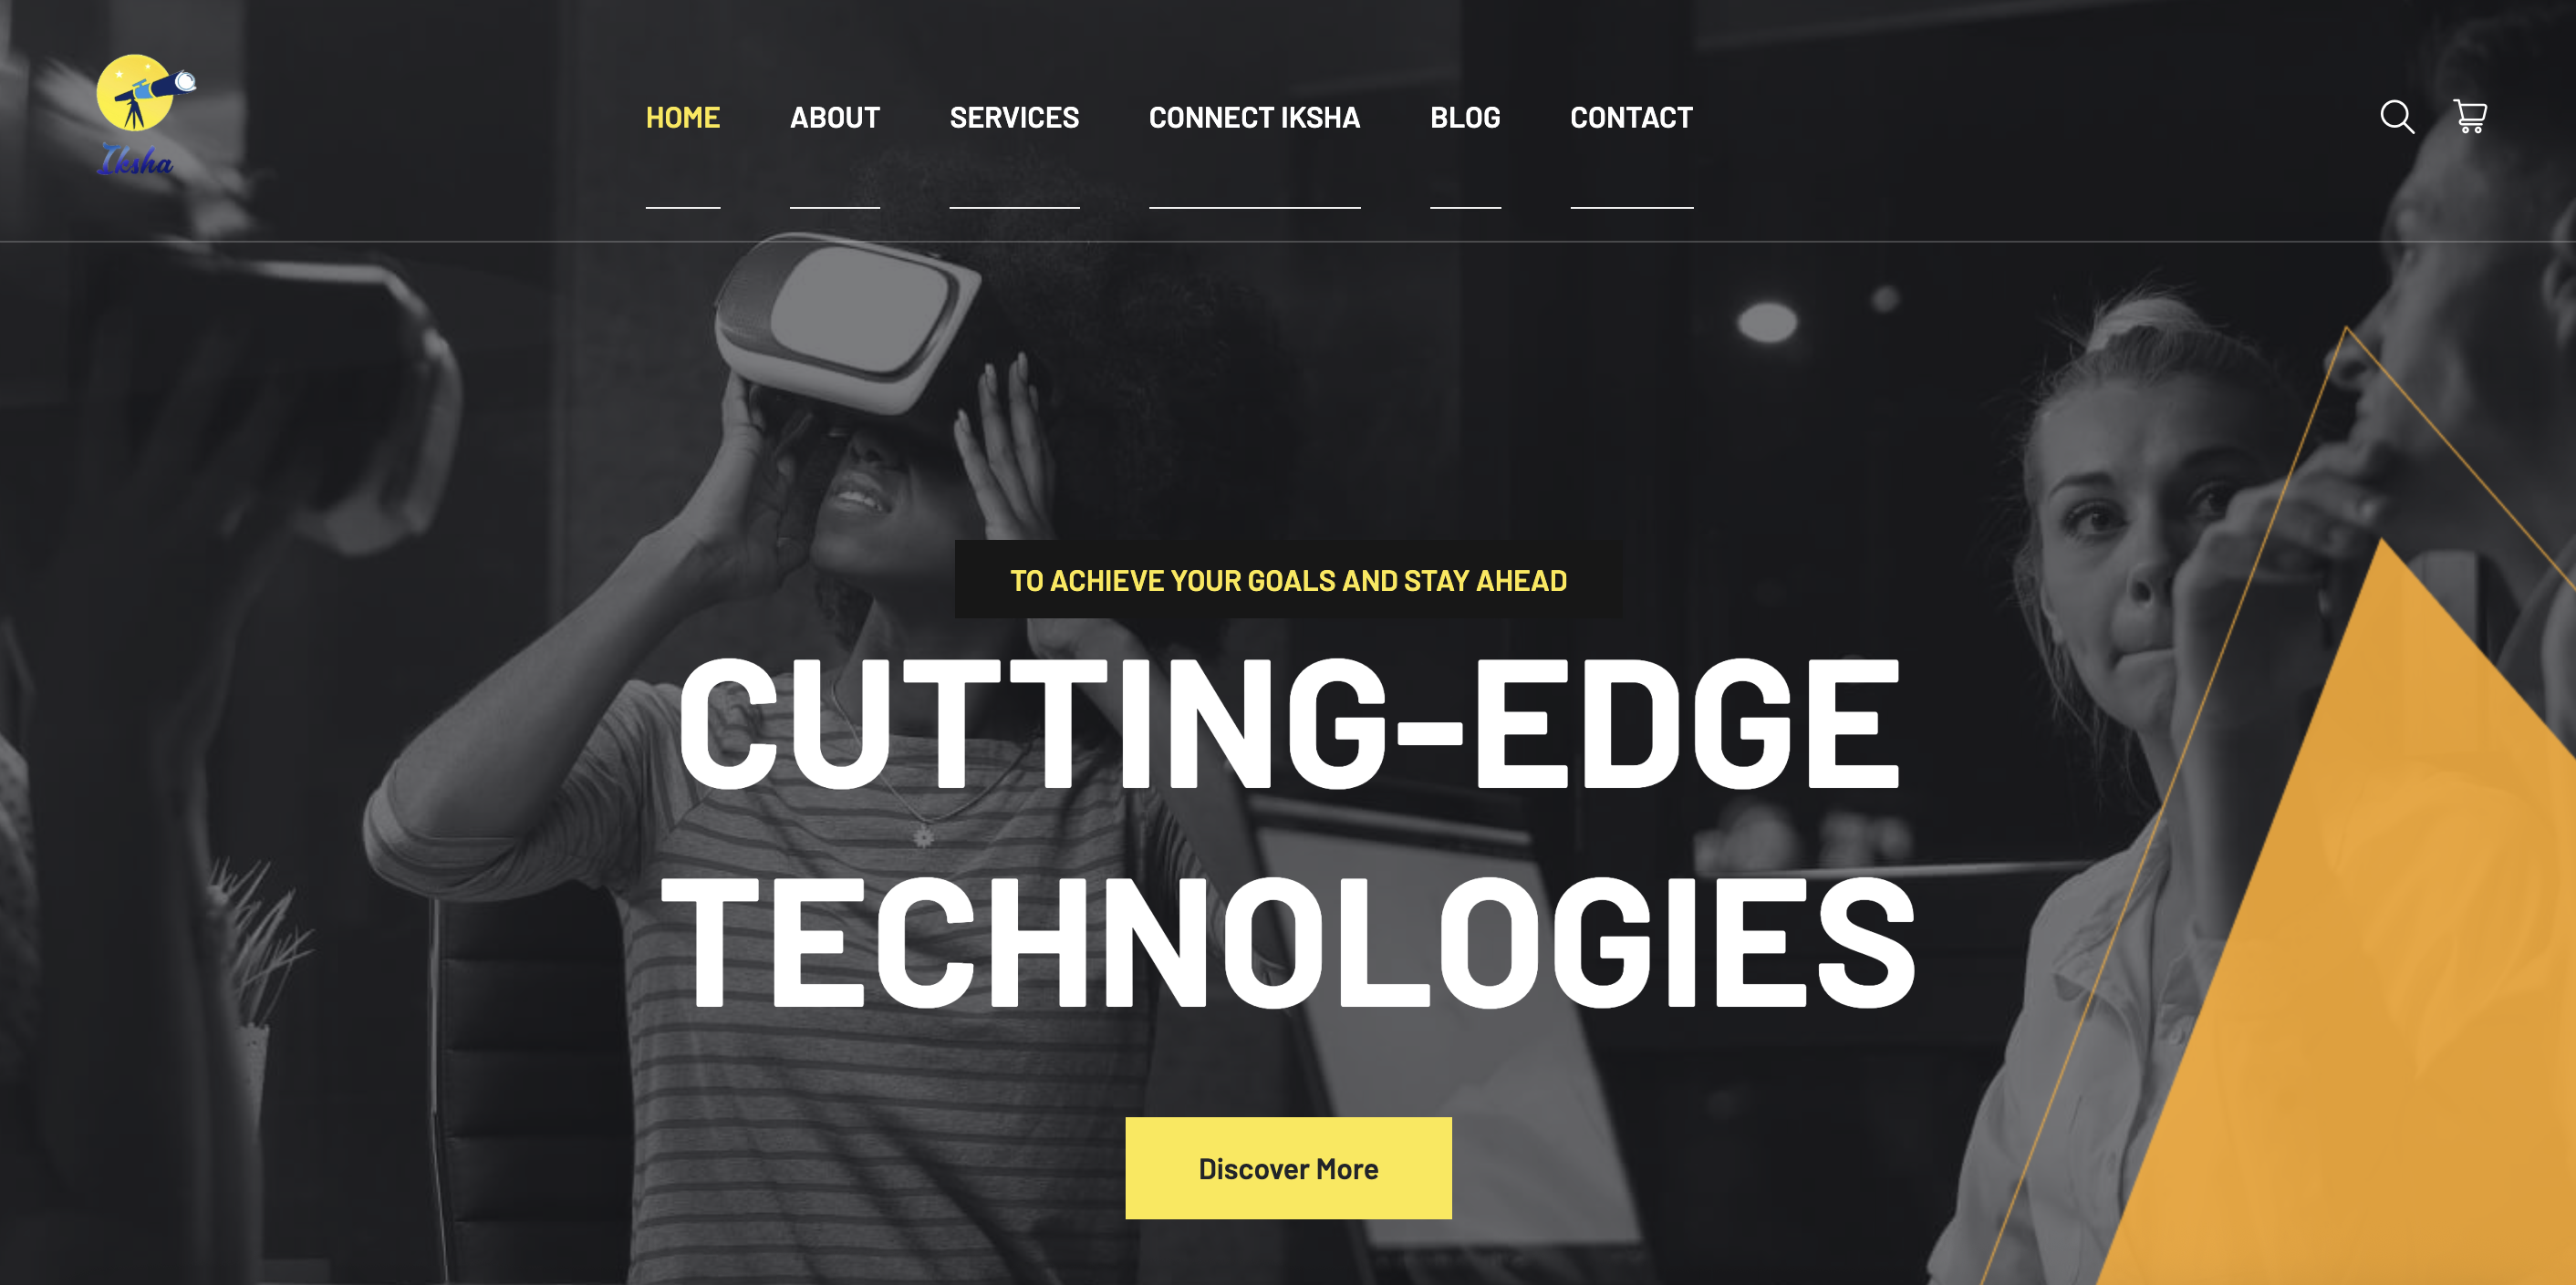 Iksha
HOME ABOUT SERVICES CONNECT IKSHA BLOG CONTACT
TO ACHIEVE YOUR GOALS AND STAY AHEAD
CUTTING-EDGE
TECHNOLOGIES
Discover More